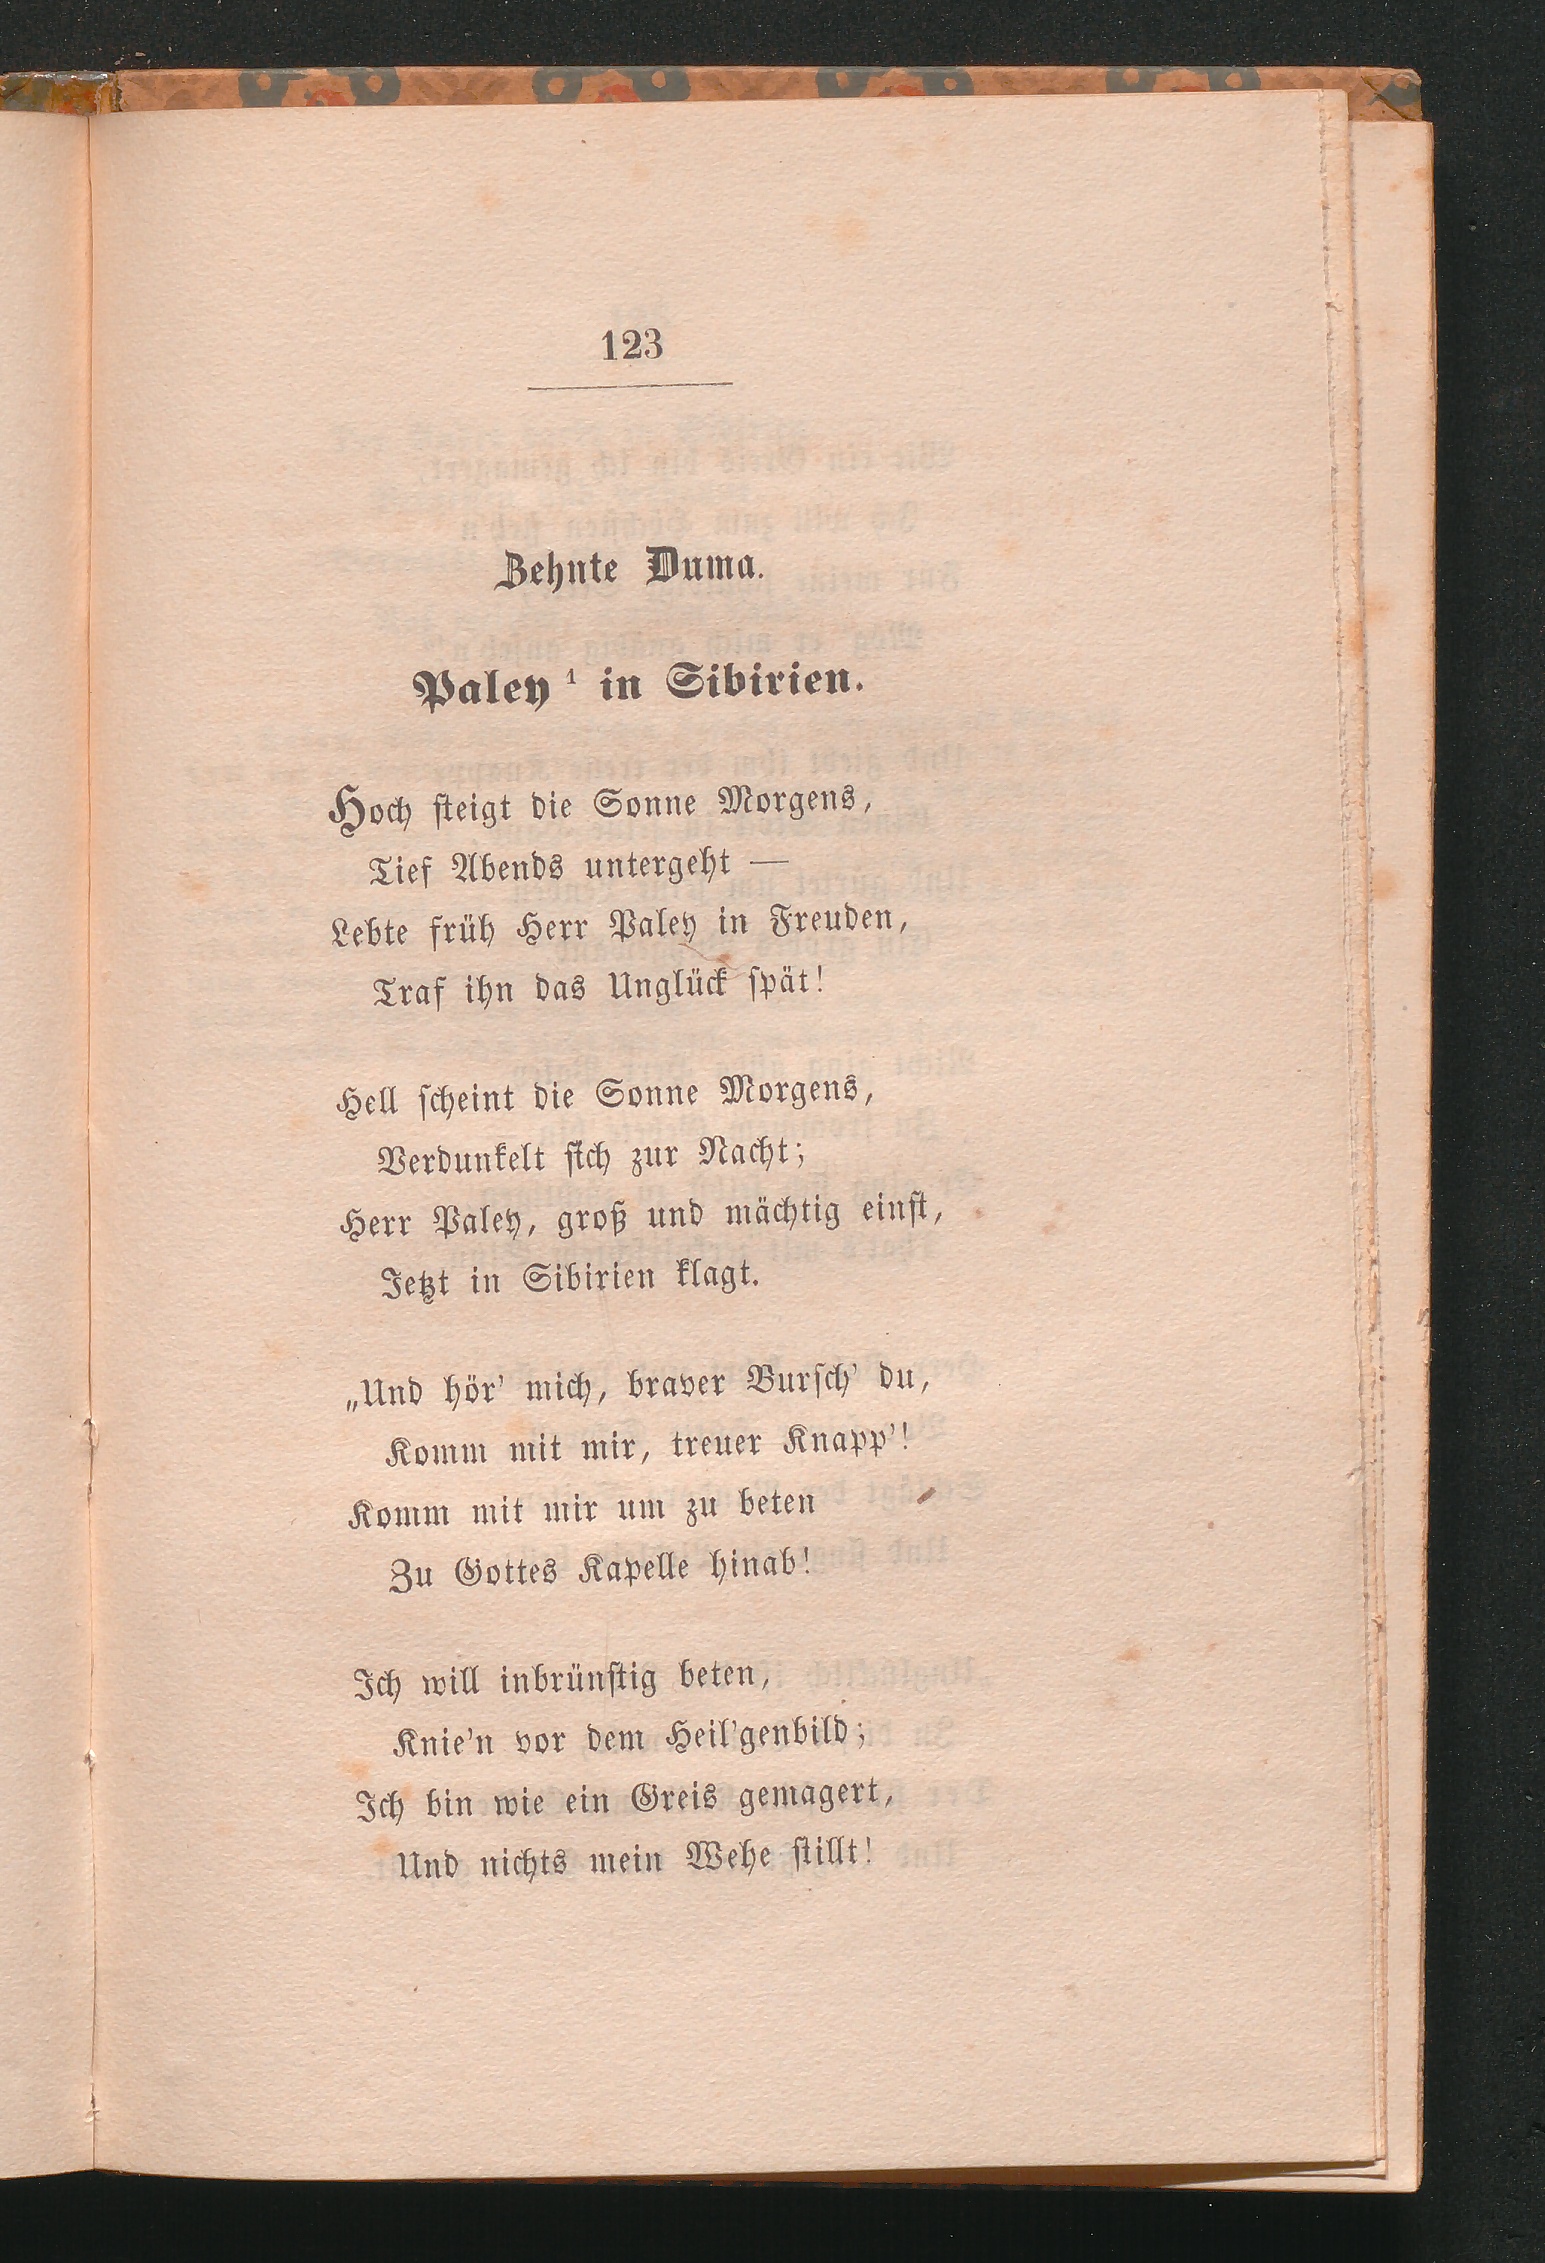 123
Zehnte Duma.
Paley ¹ in Sibirien.
Hoch steigt die Sonne Morgens,
Tief Abends untergeht —
Lebte früh Herr Paley in Freuden,
Traf ihn das Unglück spät!
Hell scheint die Sonne Morgens,
Verdunkelt sich zur Nacht;
Herr Paley, groß und mächtig einst,
Jetzt in Sibirien klagt.
„Und hör' mich, braver Bursch' du,
Komm mit mir, treuer Knapp'!
Komm mit mir um zu beten
Zu Gottes Kapelle hinab!
Ich will inbrünstig beten,
Knie'n vor dem Heil'genbild;
Ich bin wie ein Greis gemagert,
Und nichts mein Wehe stillt!